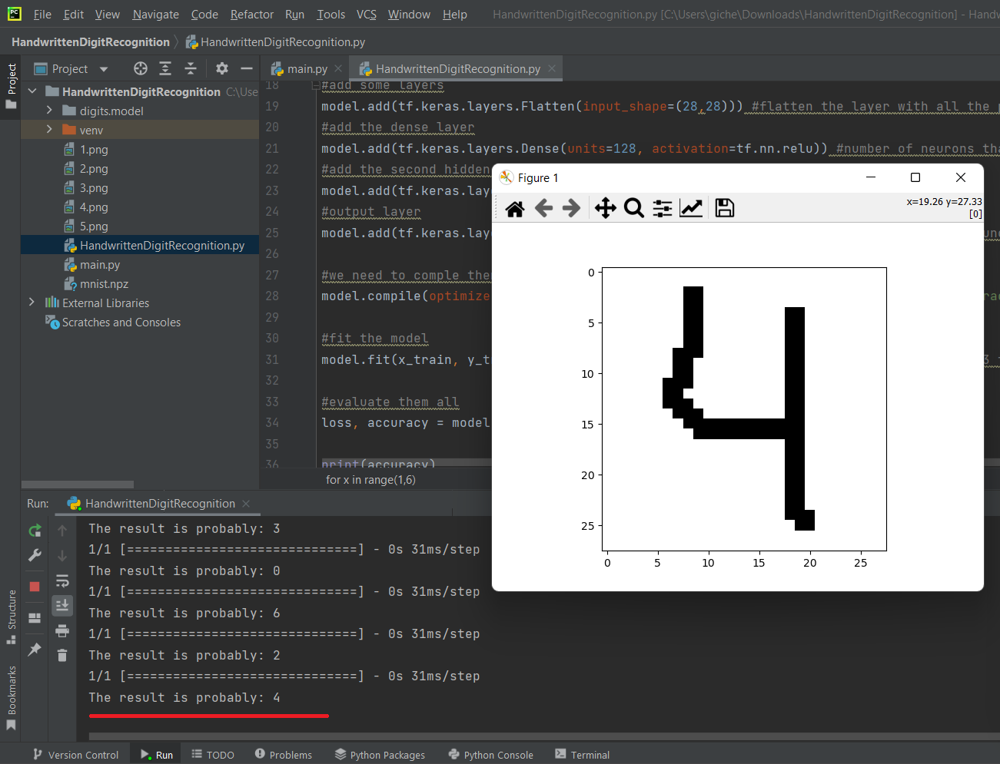 PC File Edit View Navigate Code Refactor Run Tools VCS Window Help HandwrittenDigitRecognition.py [C:\Users\giche\Downloads\HandwrittenDigitRecognition] - Handw
HandwrittenDigitRecognition HandwrittenDigitRecognition.py
Project
Project
main.py
HandwrittenDigitRecognition.py
HandwrittenDigitRecognition C:\Use
digits.model
venv
1.png
2.png
3.png
4.png
5.png
HandwrittenDigitRecognition.py
main.py
mnist.npz
External Libraries
Scratches and Consoles
18 #add some layers
19 model.add(tf.keras.layers.Flatten(input_shape=(28,28))) #flatten the layer with all the
20 #add the dense layer
21 model.add(tf.keras.layers.Dense(units=128, activation=tf.nn.relu)) #number of neurons tha
22 #add the second hidden
23 model.add(tf.keras.lay
24 #output layer
25 model.add(tf.keras.lay
26
27 #we need to comple the
28 model.compile(optimize
29
30 #fit the model
31 model.fit(x_train, y_t
32
33 #evaluate them all
34 loss, accuracy = model
35
36 print(accuracy)
for x in range(1,6)
Figure 1
x=19.26 y=27.33
[0]
0
5
10
15
20
25
0 5 10 15 20 25
4
Run: HandwrittenDigitRecognition
The result is probably: 3
1/1 [==============================] - 0s 31ms/step
The result is probably: 0
1/1 [==============================] - 0s 31ms/step
The result is probably: 6
1/1 [==============================] - 0s 31ms/step
The result is probably: 2
1/1 [==============================] - 0s 31ms/step
The result is probably: 4
Structure
Bookmarks
Version Control Run TODO Problems Python Packages Python Console Terminal